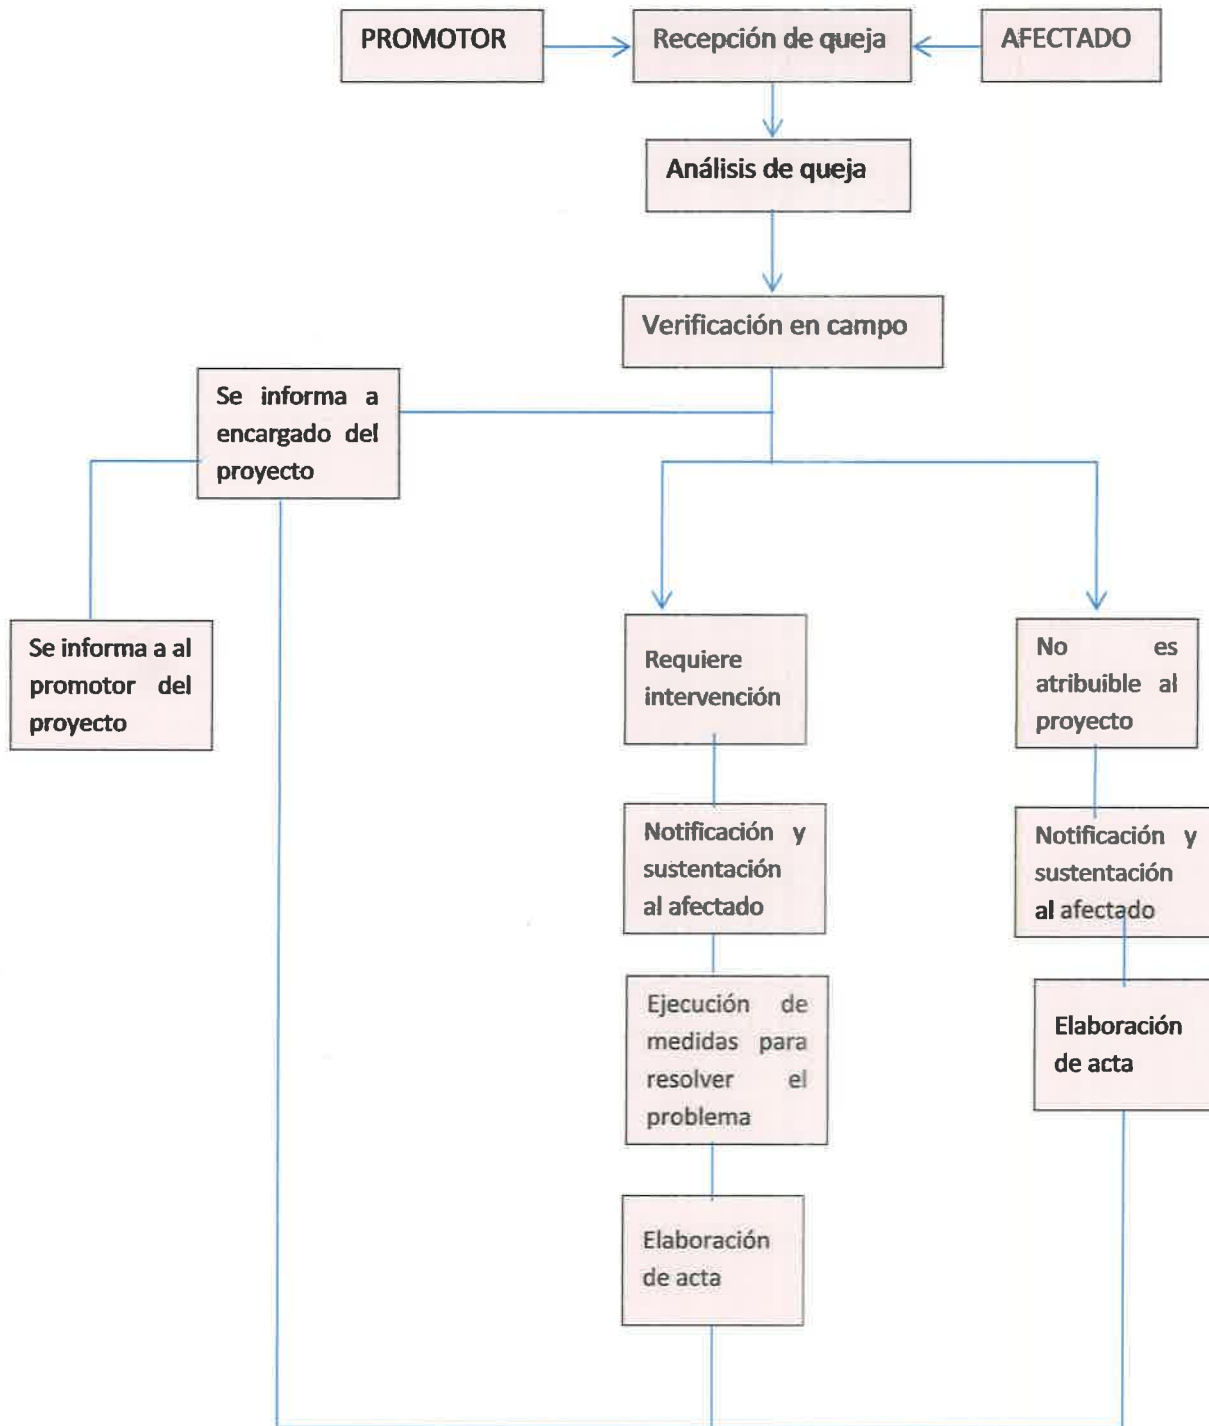 PROMOTOR
Recepción de queja
AFECTADO
Análisis de queja
Verificación en campo
Se informa a
encargado del
proyecto
Se informa a al
promotor del
proyecto
Requiere
intervención
No es
atribuible al
proyecto
Notificación y
sustentación
al afectado
Notificación y
sustentación
al afectado
Ejecución de
medidas para
resolver el
problema
Elaboración
de acta
Elaboración
de acta